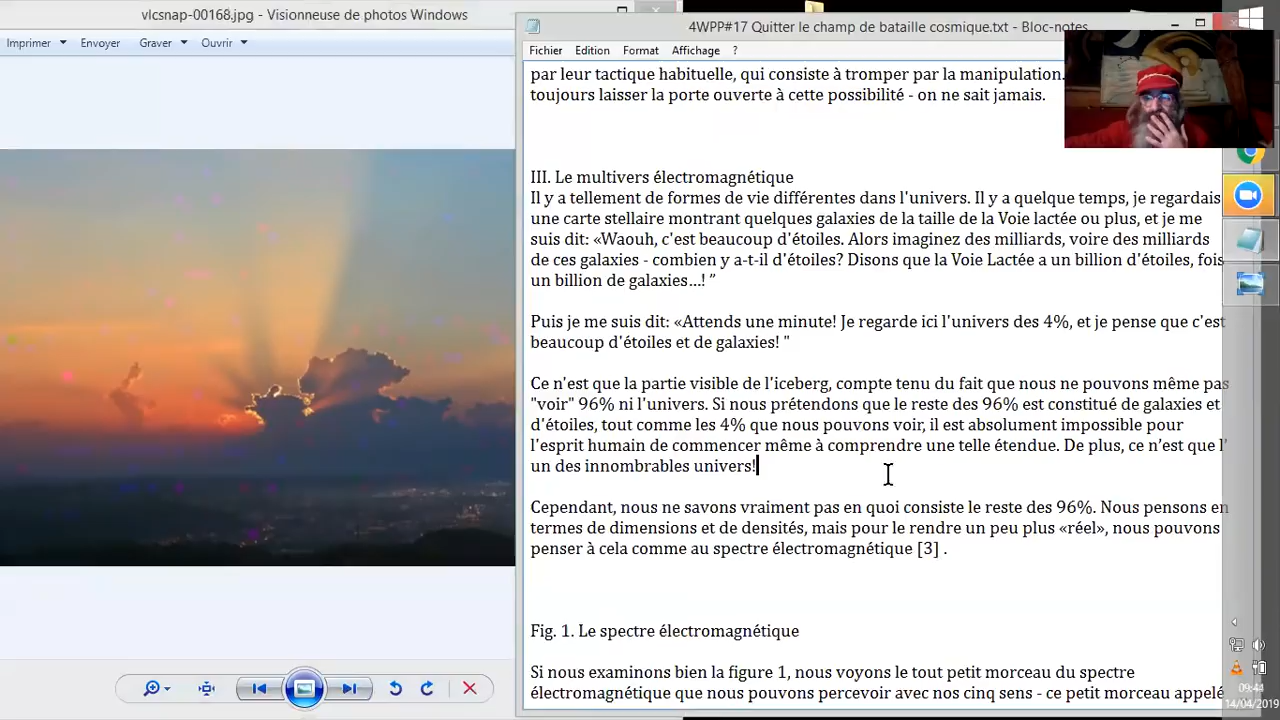 vlcsnap-00168.jpg - Visionneuse de photos Windows
Imprimer Envoyer Graver Ouvrir
4WPP#17 Quitter le champ de bataille cosmique.txt - Bloc-notes
Fichier Edition Format Affichage ?
par leur tactique habituelle, qui consiste à tromper par la manipulation.
toujours laisser la porte ouverte à cette possibilité - on ne sait jamais.
III. Le multivers électromagnétique
Il y a tellement de formes de vie différentes dans l'univers. Il y a quelque temps, je regardais
une carte stellaire montrant quelques galaxies de la taille de la Voie lactée ou plus, et je me
suis dit: «Waouh, c'est beaucoup d'étoiles. Alors imaginez des milliards, voire des milliards
de ces galaxies - combien y a-t-il d'étoiles? Disons que la Voie Lactée a un billion d'étoiles, fois
un billion de galaxies…! ”
Puis je me suis dit: «Attends une minute! Je regarde ici l'univers des 4%, et je pense que c'est
beaucoup d'étoiles et de galaxies! "
Ce n'est que la partie visible de l'iceberg, compte tenu du fait que nous ne pouvons même pas
"voir" 96% ni l'univers. Si nous prétendons que le reste des 96% est constitué de galaxies et
d'étoiles, tout comme les 4% que nous pouvons voir, il est absolument impossible pour
l'esprit humain de commencer même à comprendre une telle étendue. De plus, ce n’est que l’
un des innombrables univers!
Cependant, nous ne savons vraiment pas en quoi consiste le reste des 96%. Nous pensons en
termes de dimensions et de densités, mais pour le rendre un peu plus «réel», nous pouvons
penser à cela comme au spectre électromagnétique [3] .
Fig. 1. Le spectre électromagnétique
Si nous examinons bien la figure 1, nous voyons le tout petit morceau du spectre
électromagnétique que nous pouvons percevoir avec nos cinq sens - ce petit morceau appelé
09:44
14/04/2019